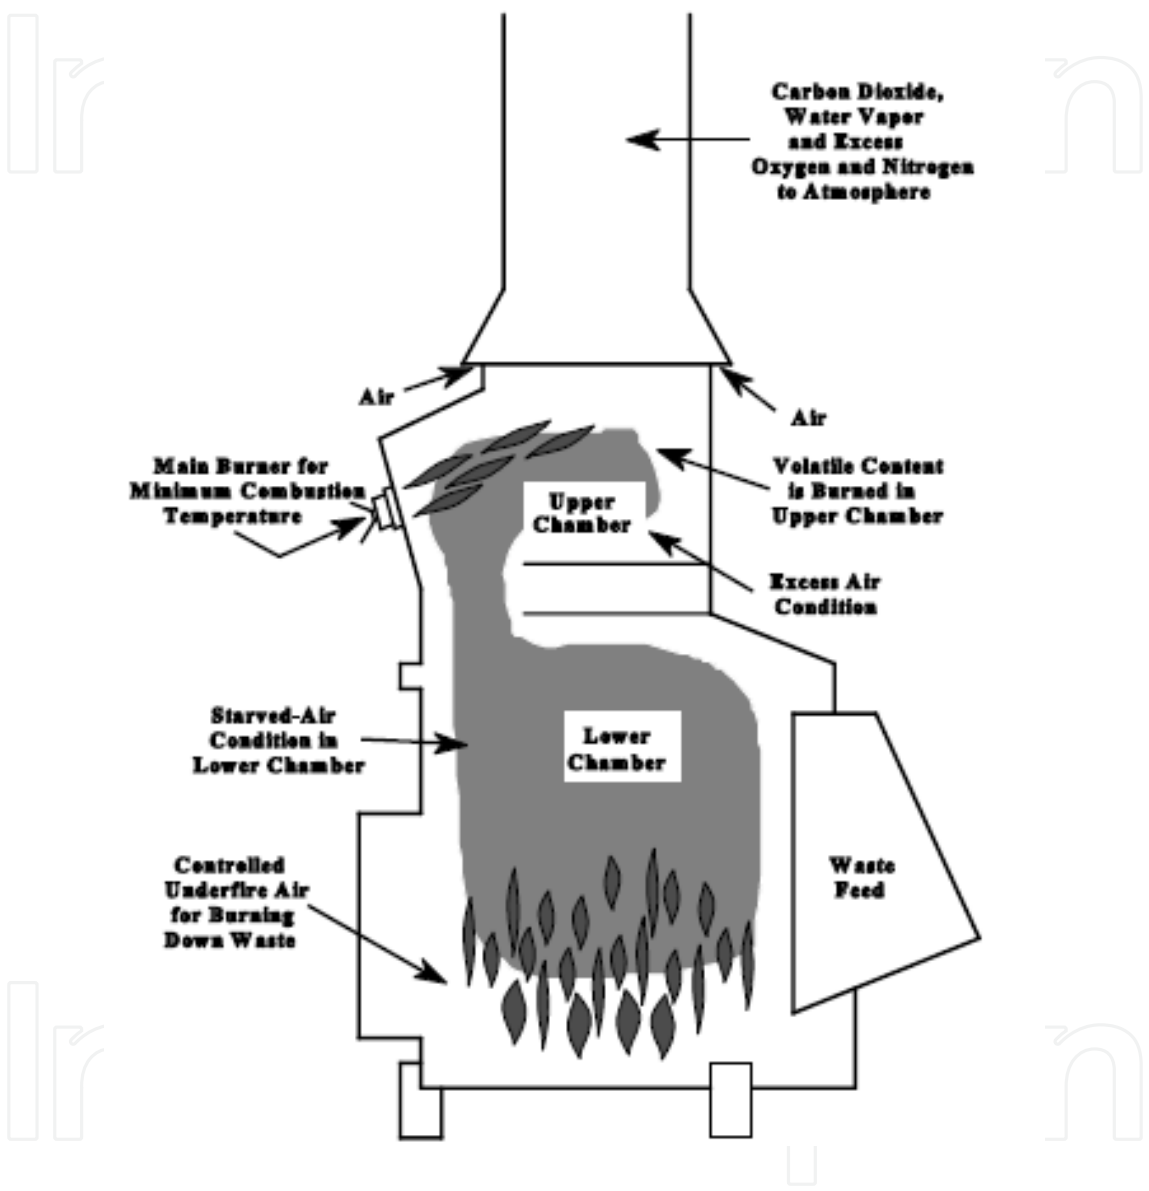 Carbon Dioxide,
Water Vapor
and Excess
Oxygen and Nitrogen
to Atmosphere
Air
Air
Main Burner for
Minimum Combustion
Temperature
Volatile Content
is Burned in
Upper Chamber
Upper
Chamber
Excess Air
Condition
Starved-Air
Condition in
Lower Chamber
Lower
Chamber
Controlled
Underfire Air
for Burning
Down Waste
Waste
Feed